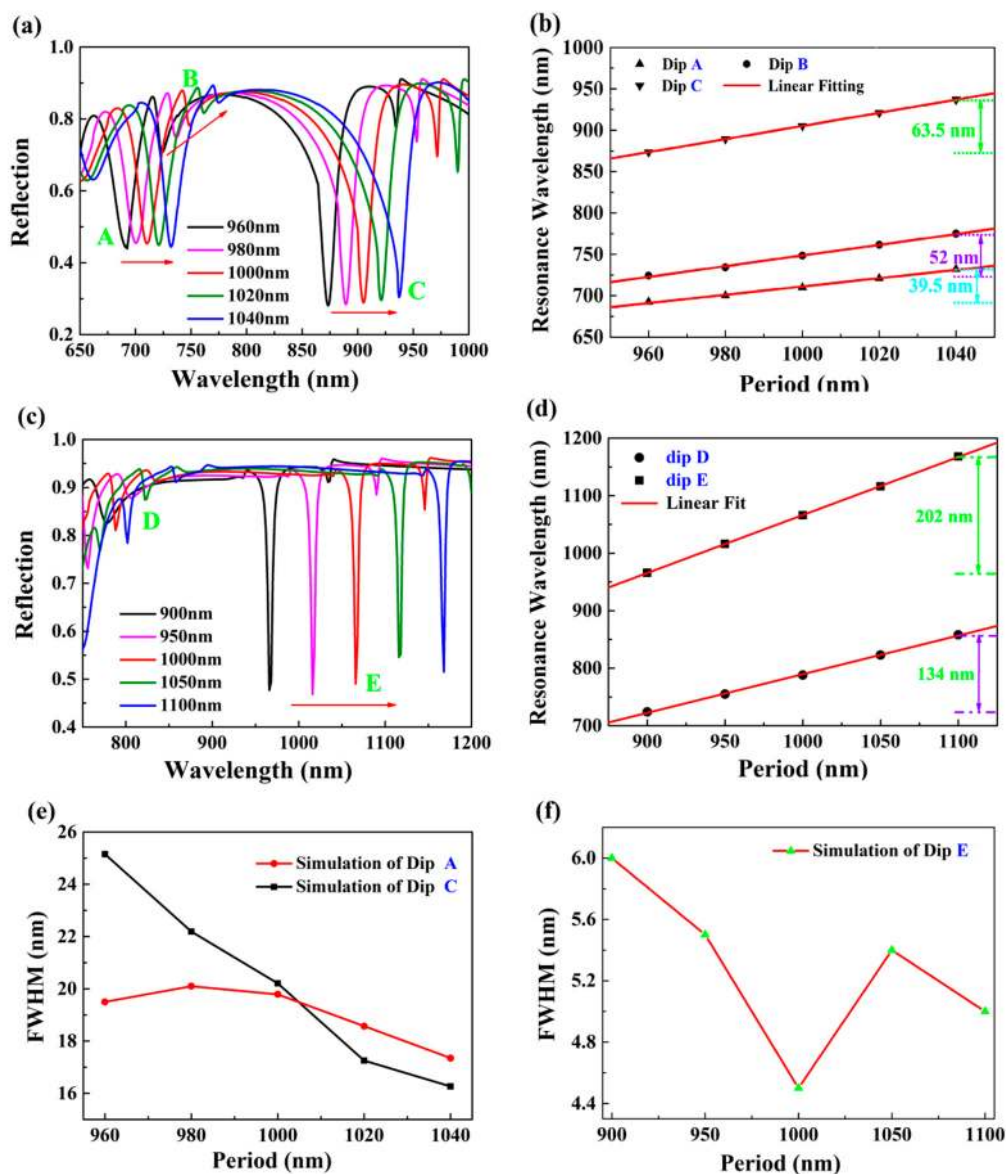 (a)
1.0
0.8
0.6
0.4
0.2
Reflection
A
B
C
960nm
980nm
1000nm
1020nm
1040nm
650 700 750 800 850 900 950 1000
Wavelength (nm)
(b)
1000
950
900
850
800
750
700
650
Resonance Wavelength (nm)
Dip A Dip B
Dip C Linear Fitting
63.5 nm
52 nm
39.5 nm
960 980 1000 1020 1040
Period (nm)
(c)
1.0
0.9
0.8
0.7
0.6
0.5
0.4
Reflection
D
E
900nm
950nm
1000nm
1050nm
1100nm
800 900 1000 1100 1200
Wavelength (nm)
(d)
1200
1100
1000
900
800
700
Resonance Wavelength (nm)
dip D
dip E
Linear Fit
202 nm
134 nm
900 950 1000 1050 1100
Period (nm)
(e)
26
24
22
20
18
16
FWHM (nm)
Simulation of Dip A
Simulation of Dip C
960 980 1000 1020 1040
Period (nm)
(f)
6.0
5.6
5.2
4.8
4.4
FWHM (nm)
Simulation of Dip E
900 950 1000 1050 1100
Period (nm)